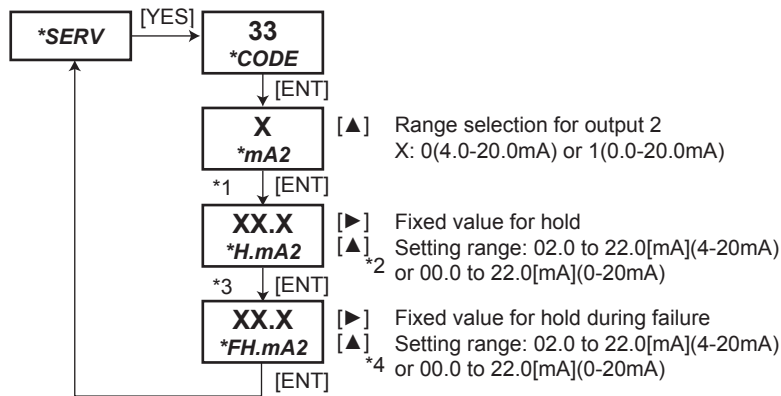 *SERV
[YES]
33
*CODE
[ENT]
X
*mA2
[▲] Range selection for output 2
X: 0(4.0-20.0mA) or 1(0.0-20.0mA)
*1
[ENT]
XX.X
*H.mA2
[►] Fixed value for hold
[▲] Setting range: 02.0 to 22.0[mA](4-20mA)
*2 or 00.0 to 22.0[mA](0-20mA)
*3
[ENT]
XX.X
*FH.mA2
[►] Fixed value for hold during failure
[▲] Setting range: 02.0 to 22.0[mA](4-20mA)
*4 or 00.0 to 22.0[mA](0-20mA)
[ENT]